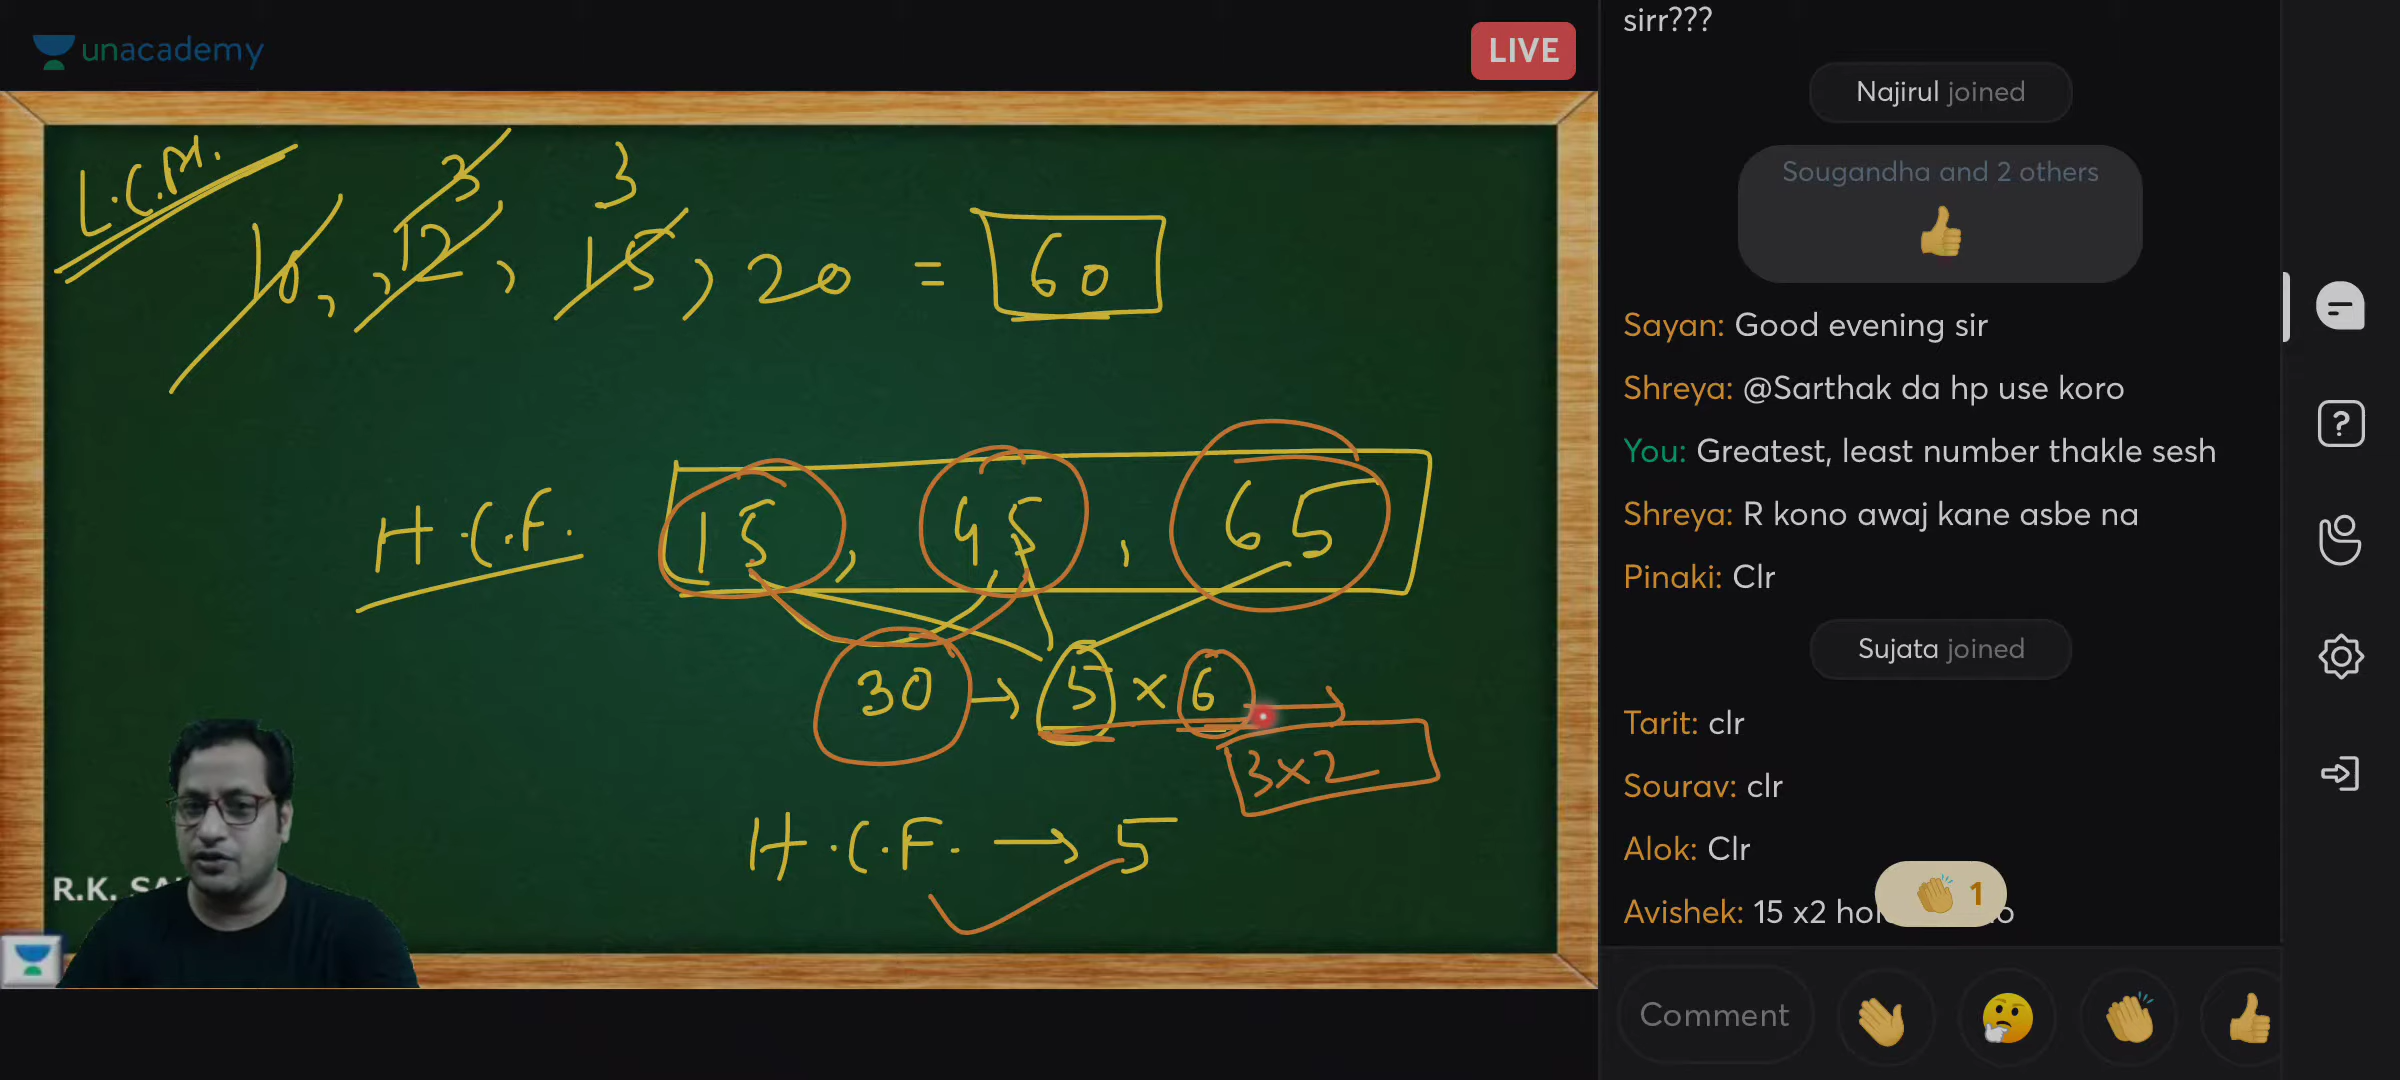 unacademy
LIVE
L.C.M.
3 3
10, 12, 15, 20 = 60
H.C.F. 15, 45, 65
30 → 5 × 6
3×2
H.C.F. → 5
R.K.
sirr???
Najirul joined
Sougandha and 2 others
Sayan: Good evening sir
Shreya: @Sarthak da hp use koro
You: Greatest, least number thakle sesh
Shreya: R kono awaj kane asbe na
Pinaki: Clr
Sujata joined
Tarit: clr
Sourav: clr
Alok: Clr
1
Avishek: 15 x2
Comment